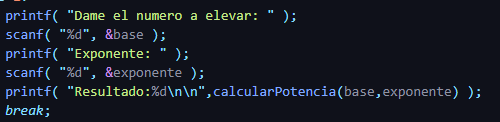 printf( "Dame el numero a elevar: " );
scanf( "%d", &base );
printf( "Exponente: " );
scanf( "%d", &exponente );
printf( "Resultado:%d\n\n",calcularPotencia(base,exponente) );
break;